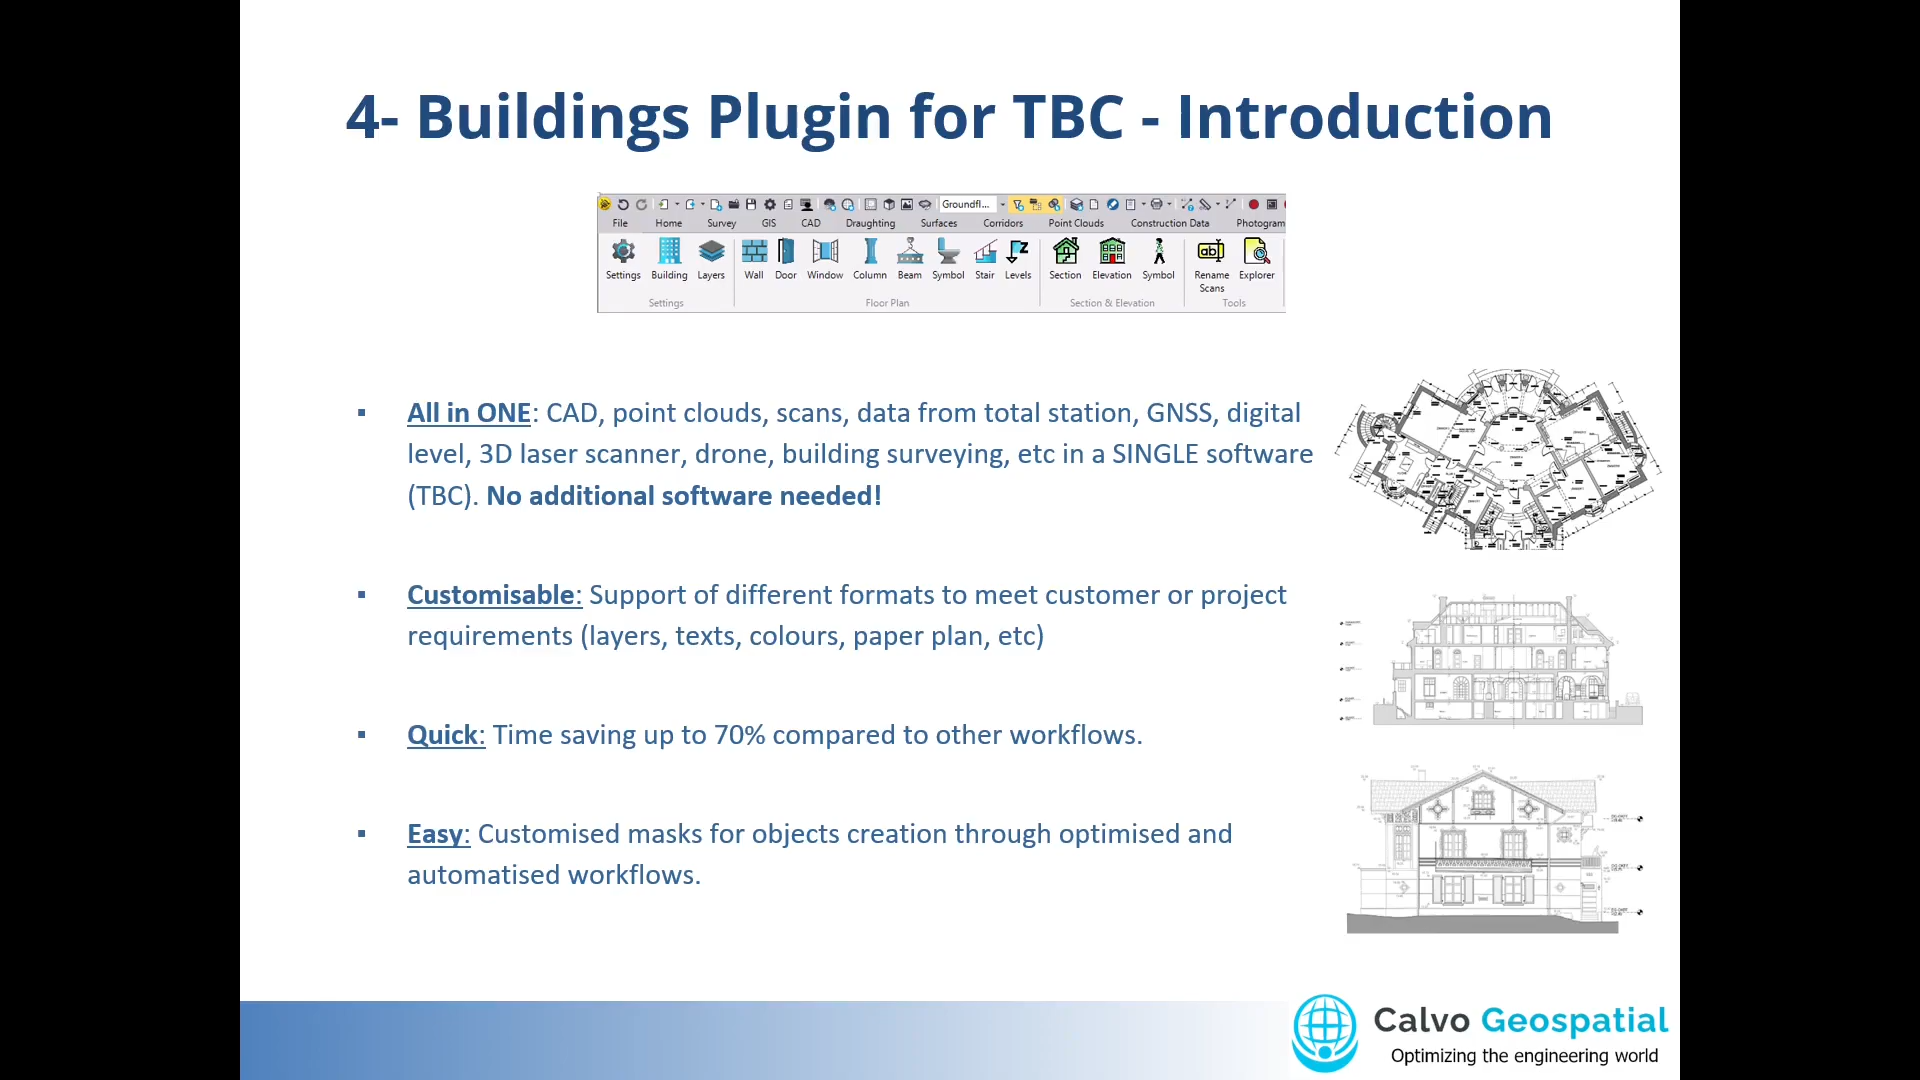 4- Buildings Plugin for TBC - Introduction
Groundfl...
File Home Survey GIS CAD Draughting Surfaces Corridors Point Clouds Construction Data Photogram
Settings Building Layers Wall Door Window Column Beam Symbol Stair Levels Section Elevation Symbol Rename Scans Explorer
Settings Floor Plan Section & Elevation Tools
▪ All in ONE: CAD, point clouds, scans, data from total station, GNSS, digital
level, 3D laser scanner, drone, building surveying, etc in a SINGLE software
(TBC). No additional software needed!
▪ Customisable: Support of different formats to meet customer or project
requirements (layers, texts, colours, paper plan, etc)
▪ Quick: Time saving up to 70% compared to other workflows.
▪ Easy: Customised masks for objects creation through optimised and
automatised workflows.
Calvo Geospatial
Optimizing the engineering world